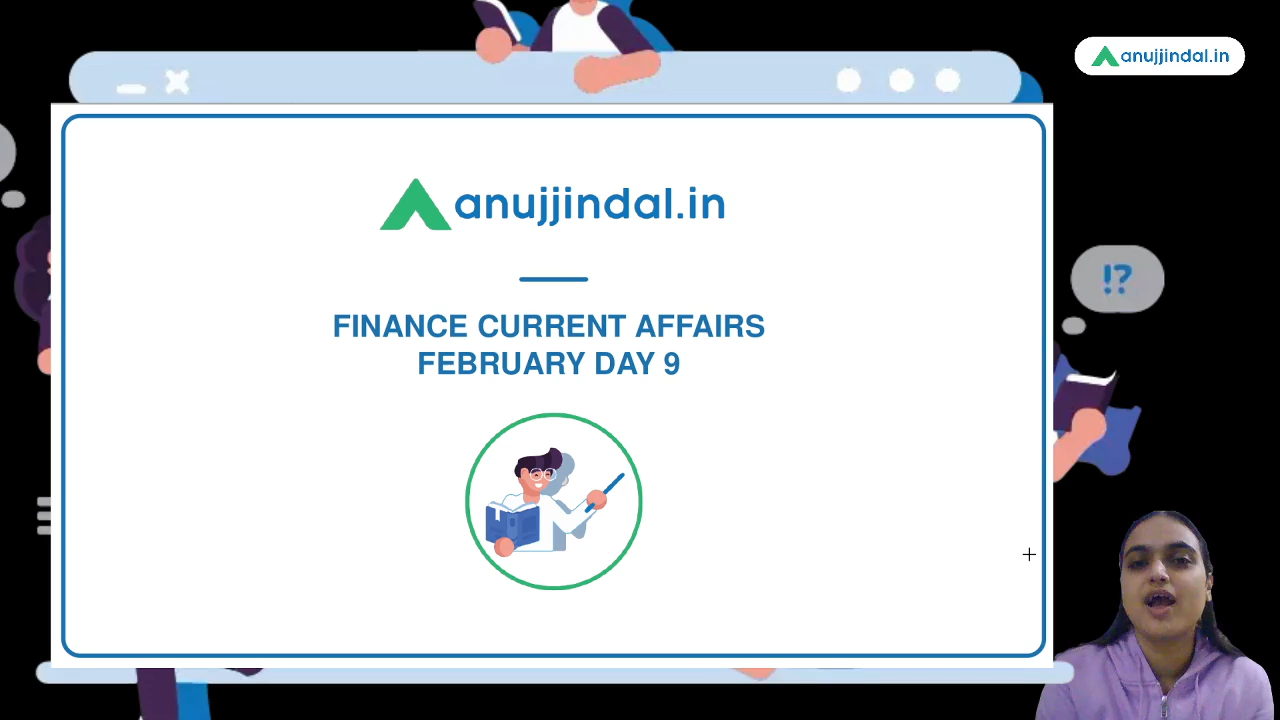 anujjindal.in
anujjindal.in
FINANCE CURRENT AFFAIRS
FEBRUARY DAY 9
!?